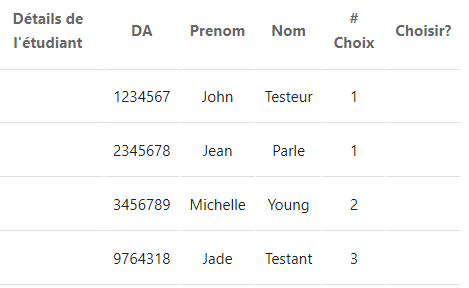 Détails de l'étudiant DA Prenom Nom # Choix Choisir?
1234567 John Testeur 1
2345678 Jean Parle 1
3456789 Michelle Young 2
9764318 Jade Testant 3